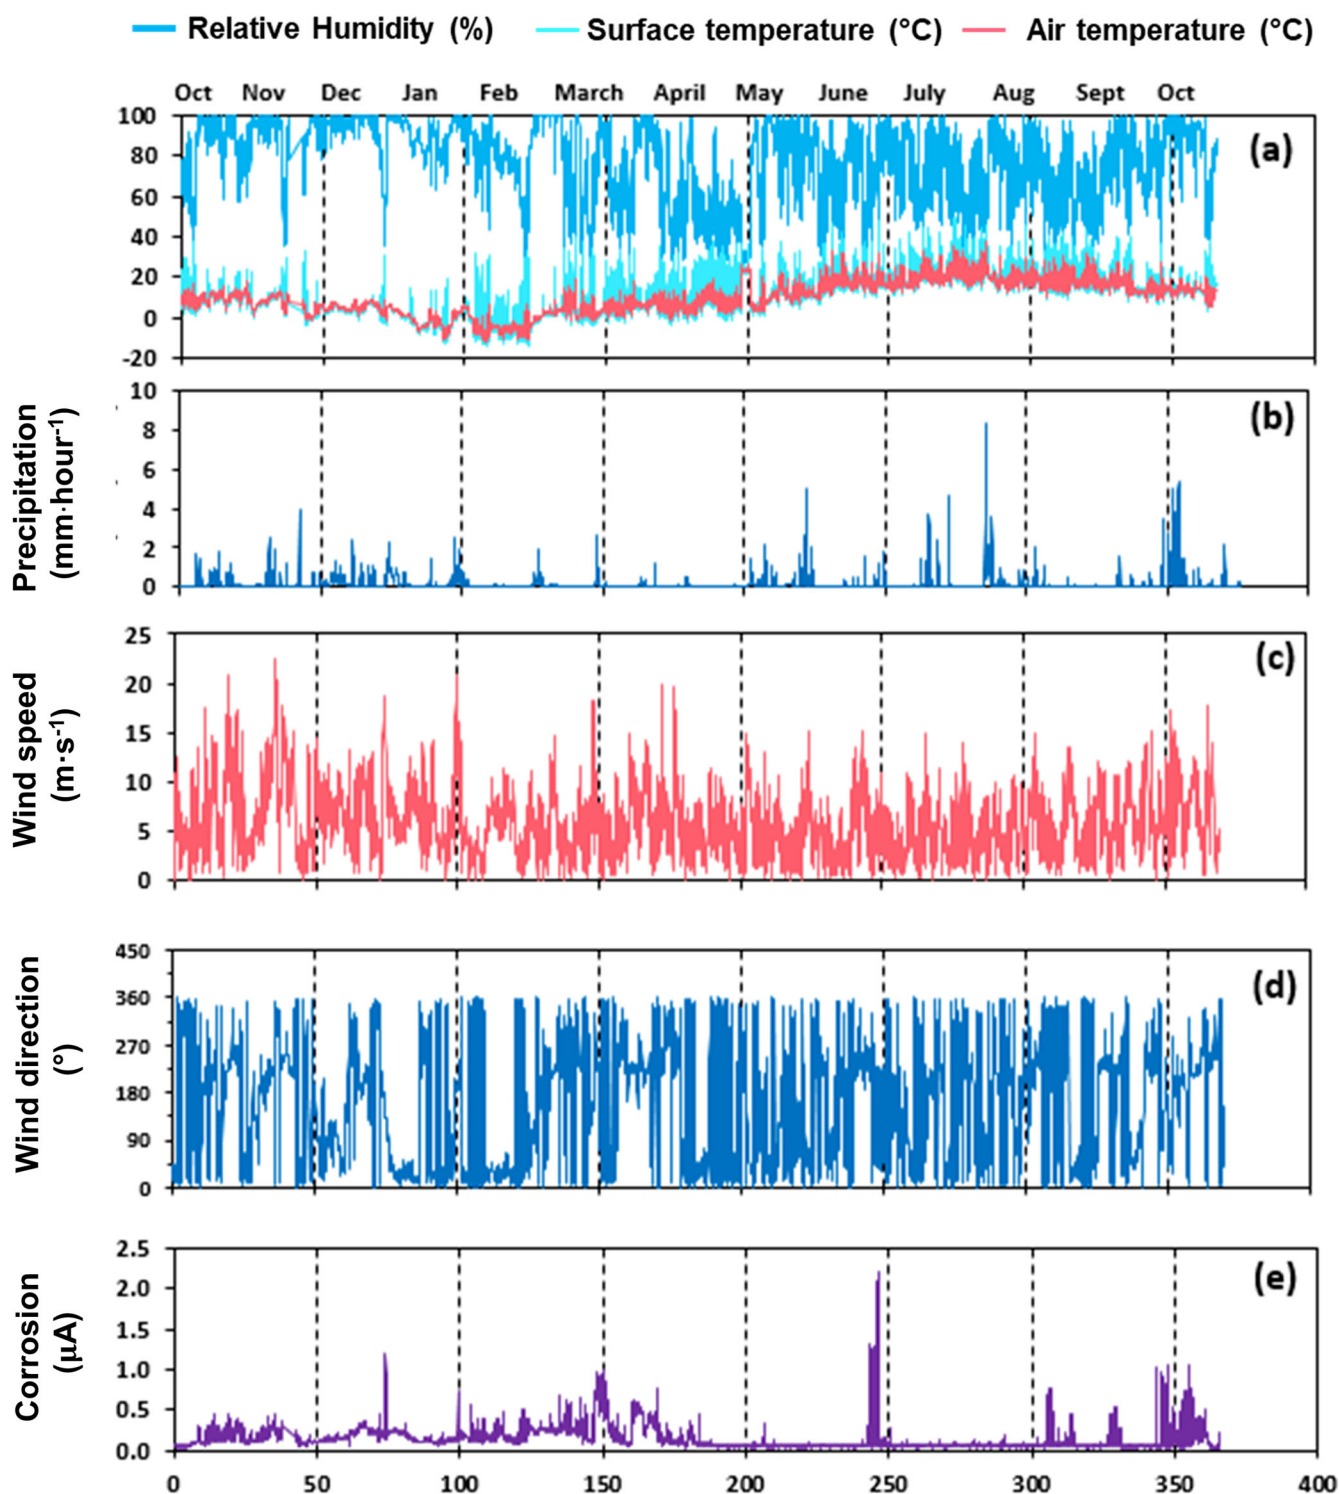 Relative Humidity (%) Surface temperature (°C) Air temperature (°C)
Oct Nov Dec Jan Feb March April May June July Aug Sept Oct
100
80
60
40
20
0
-20
(a)
Precipitation
(mm·hour-1)
10
8
6
4
2
0
(b)
Wind speed
(m·s-1)
25
20
15
10
5
0
(c)
Wind direction
(°)
450
360
270
180
90
0
(d)
Corrosion
(µA)
2.5
2.0
1.5
1.0
0.5
0.0
(e)
0 50 100 150 200 250 300 350 400